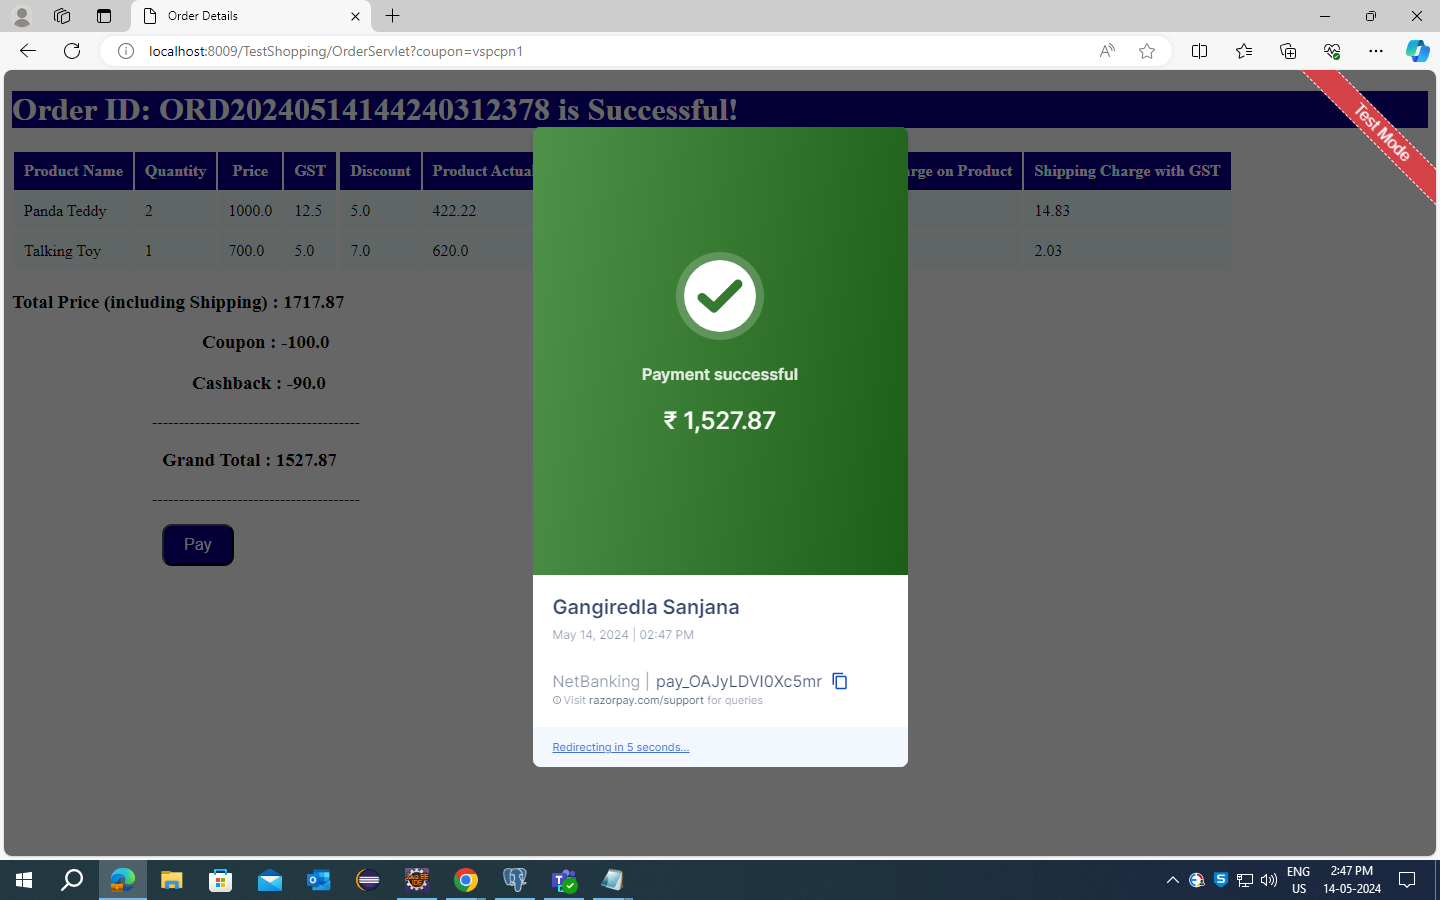 Order Details
localhost:8009/TestShopping/OrderServlet?coupon=vspcpn1
Order ID: ORD20240514144240312378 is Successful!
Test Mode
Product Name Quantity Price GST Discount Product Actual rge on Product Shipping Charge with GST
Panda Teddy 2 1000.0 12.5 5.0 422.22 14.83
Talking Toy 1 700.0 5.0 7.0 620.0 2.03
Total Price (including Shipping) : 1717.87
Coupon : -100.0
Cashback : -90.0
---------------------------------------
Grand Total : 1527.87
---------------------------------------
Pay
Payment successful
₹ 1,527.87
Gangiredla Sanjana
May 14, 2024 | 02:47 PM
NetBanking | pay_OAJyLDVI0Xc5mr
Visit razorpay.com/support for queries
Redirecting in 5 seconds...
ENG
US
2:47 PM
14-05-2024